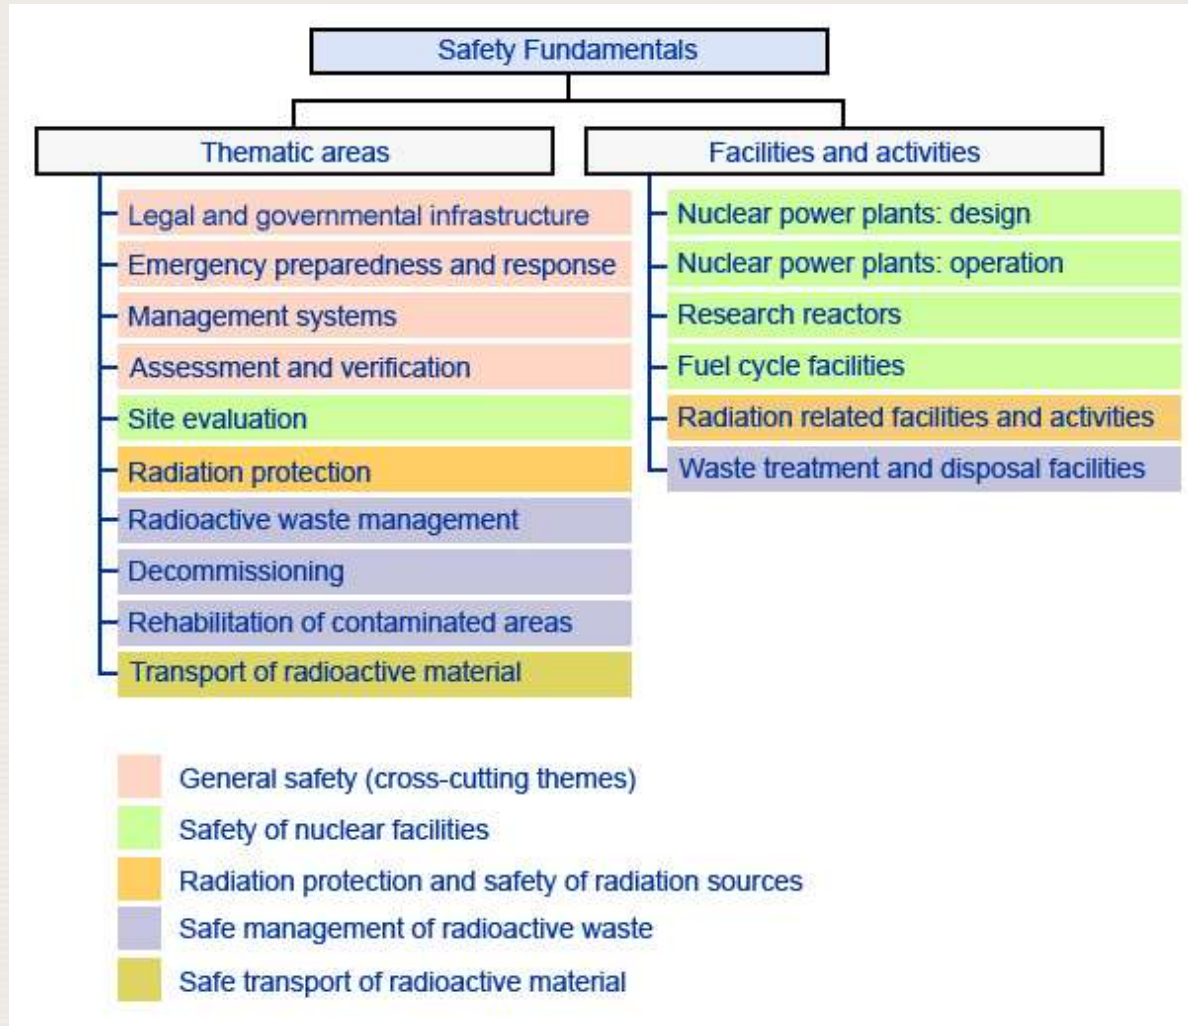 Safety Fundamentals
Thematic areas
Legal and governmental infrastructure
Emergency preparedness and response
Management systems
Assessment and verification
Site evaluation
Radiation protection
Radioactive waste management
Decommissioning
Rehabilitation of contaminated areas
Transport of radioactive material
Facilities and activities
Nuclear power plants: design
Nuclear power plants: operation
Research reactors
Fuel cycle facilities
Radiation related facilities and activities
Waste treatment and disposal facilities
General safety (cross-cutting themes)
Safety of nuclear facilities
Radiation protection and safety of radiation sources
Safe management of radioactive waste
Safe transport of radioactive material